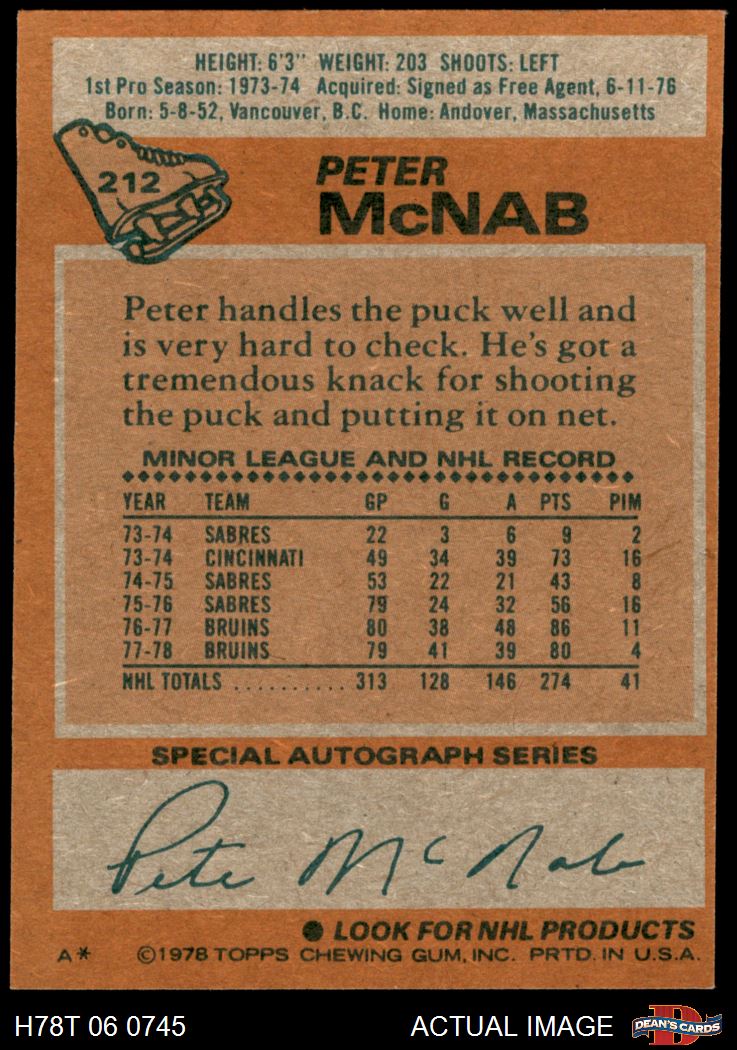 HEIGHT: 6'3" WEIGHT: 203 SHOOTS: LEFT
1st Pro Season: 1973-74 Acquired: Signed as Free Agent, 6-11-76
Born: 5-8-52, Vancouver, B.C. Home: Andover, Massachusetts
212
PETER
McNAB
Peter handles the puck well and
is very hard to check. He's got a
tremendous knack for shooting
the puck and putting it on net.
MINOR LEAGUE AND NHL RECORD
YEAR TEAM GP G A PTS PIM
73-74 SABRES 22 3 6 9 2
73-74 CINCINNATI 49 34 39 73 16
74-75 SABRES 53 22 21 43 8
75-76 SABRES 79 24 32 56 16
76-77 BRUINS 80 38 48 86 11
77-78 BRUINS 79 41 39 80 4
NHL TOTALS .......... 313 128 146 274 41
SPECIAL AUTOGRAPH SERIES
Pete McNab
● LOOK FOR NHL PRODUCTS
A* ©1978 TOPPS CHEWING GUM, INC. PRTD. IN U.S.A.
H78T 06 0745 ACTUAL IMAGE D DEAN'S CARDS